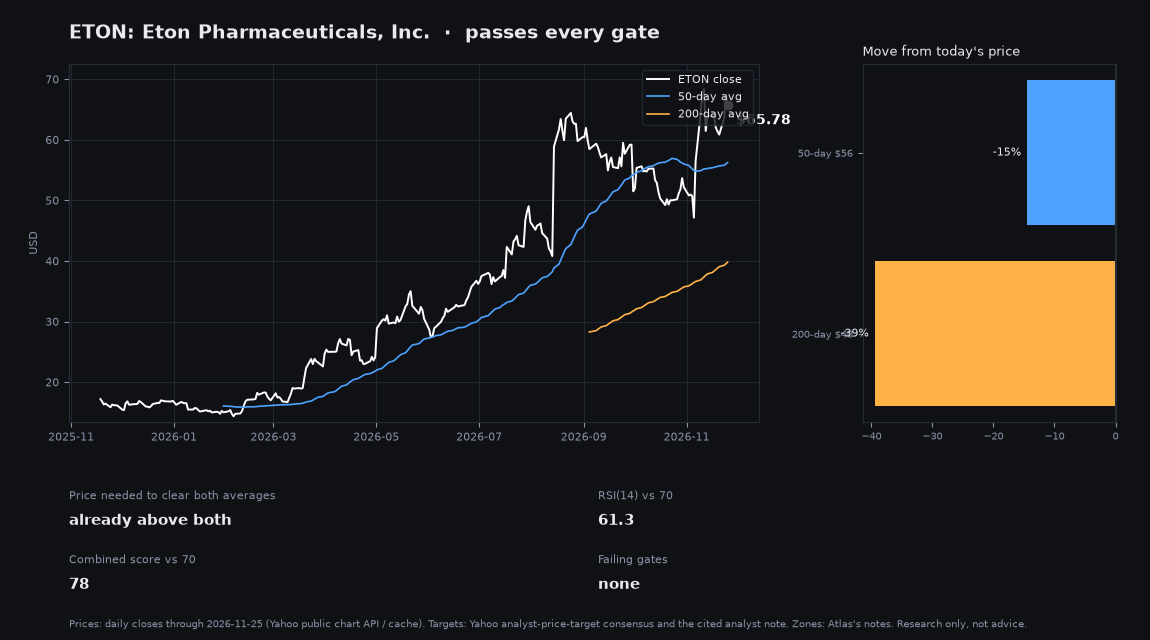 ETON: Eton Pharmaceuticals, Inc. · passes every gate
Move from today's price
ETON close
50-day avg
200-day avg
5.78
USD
70
60
50
40
30
20
2025-11
2026-01
2026-03
2026-05
2026-07
2026-09
2026-11
50-day $56
-15%
200-day
-39%
−40
−30
−20
−10
0
Price needed to clear both averages
already above both
RSI(14) vs 70
61.3
Combined score vs 70
78
Failing gates
none
Prices: daily closes through 2026-11-25 (Yahoo public chart API / cache). Targets: Yahoo analyst-price-target consensus and the cited analyst note. Zones: Atlas's notes. Research only, not advice.